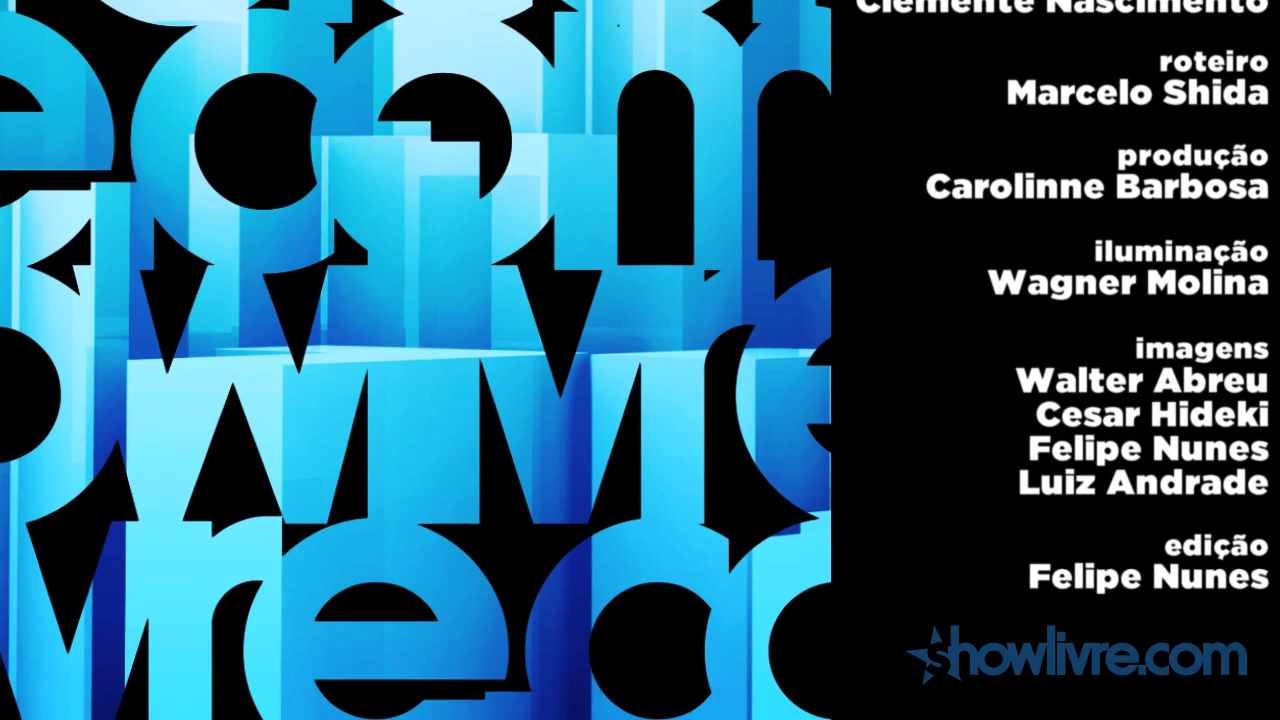 Clemente Nascimento
roteiro
Marcelo Shida
produção
Carolinne Barbosa
iluminação
Wagner Molina
imagens
Walter Abreu
Cesar Hideki
Felipe Nunes
Luiz Andrade
edição
Felipe Nunes
showlivre.com